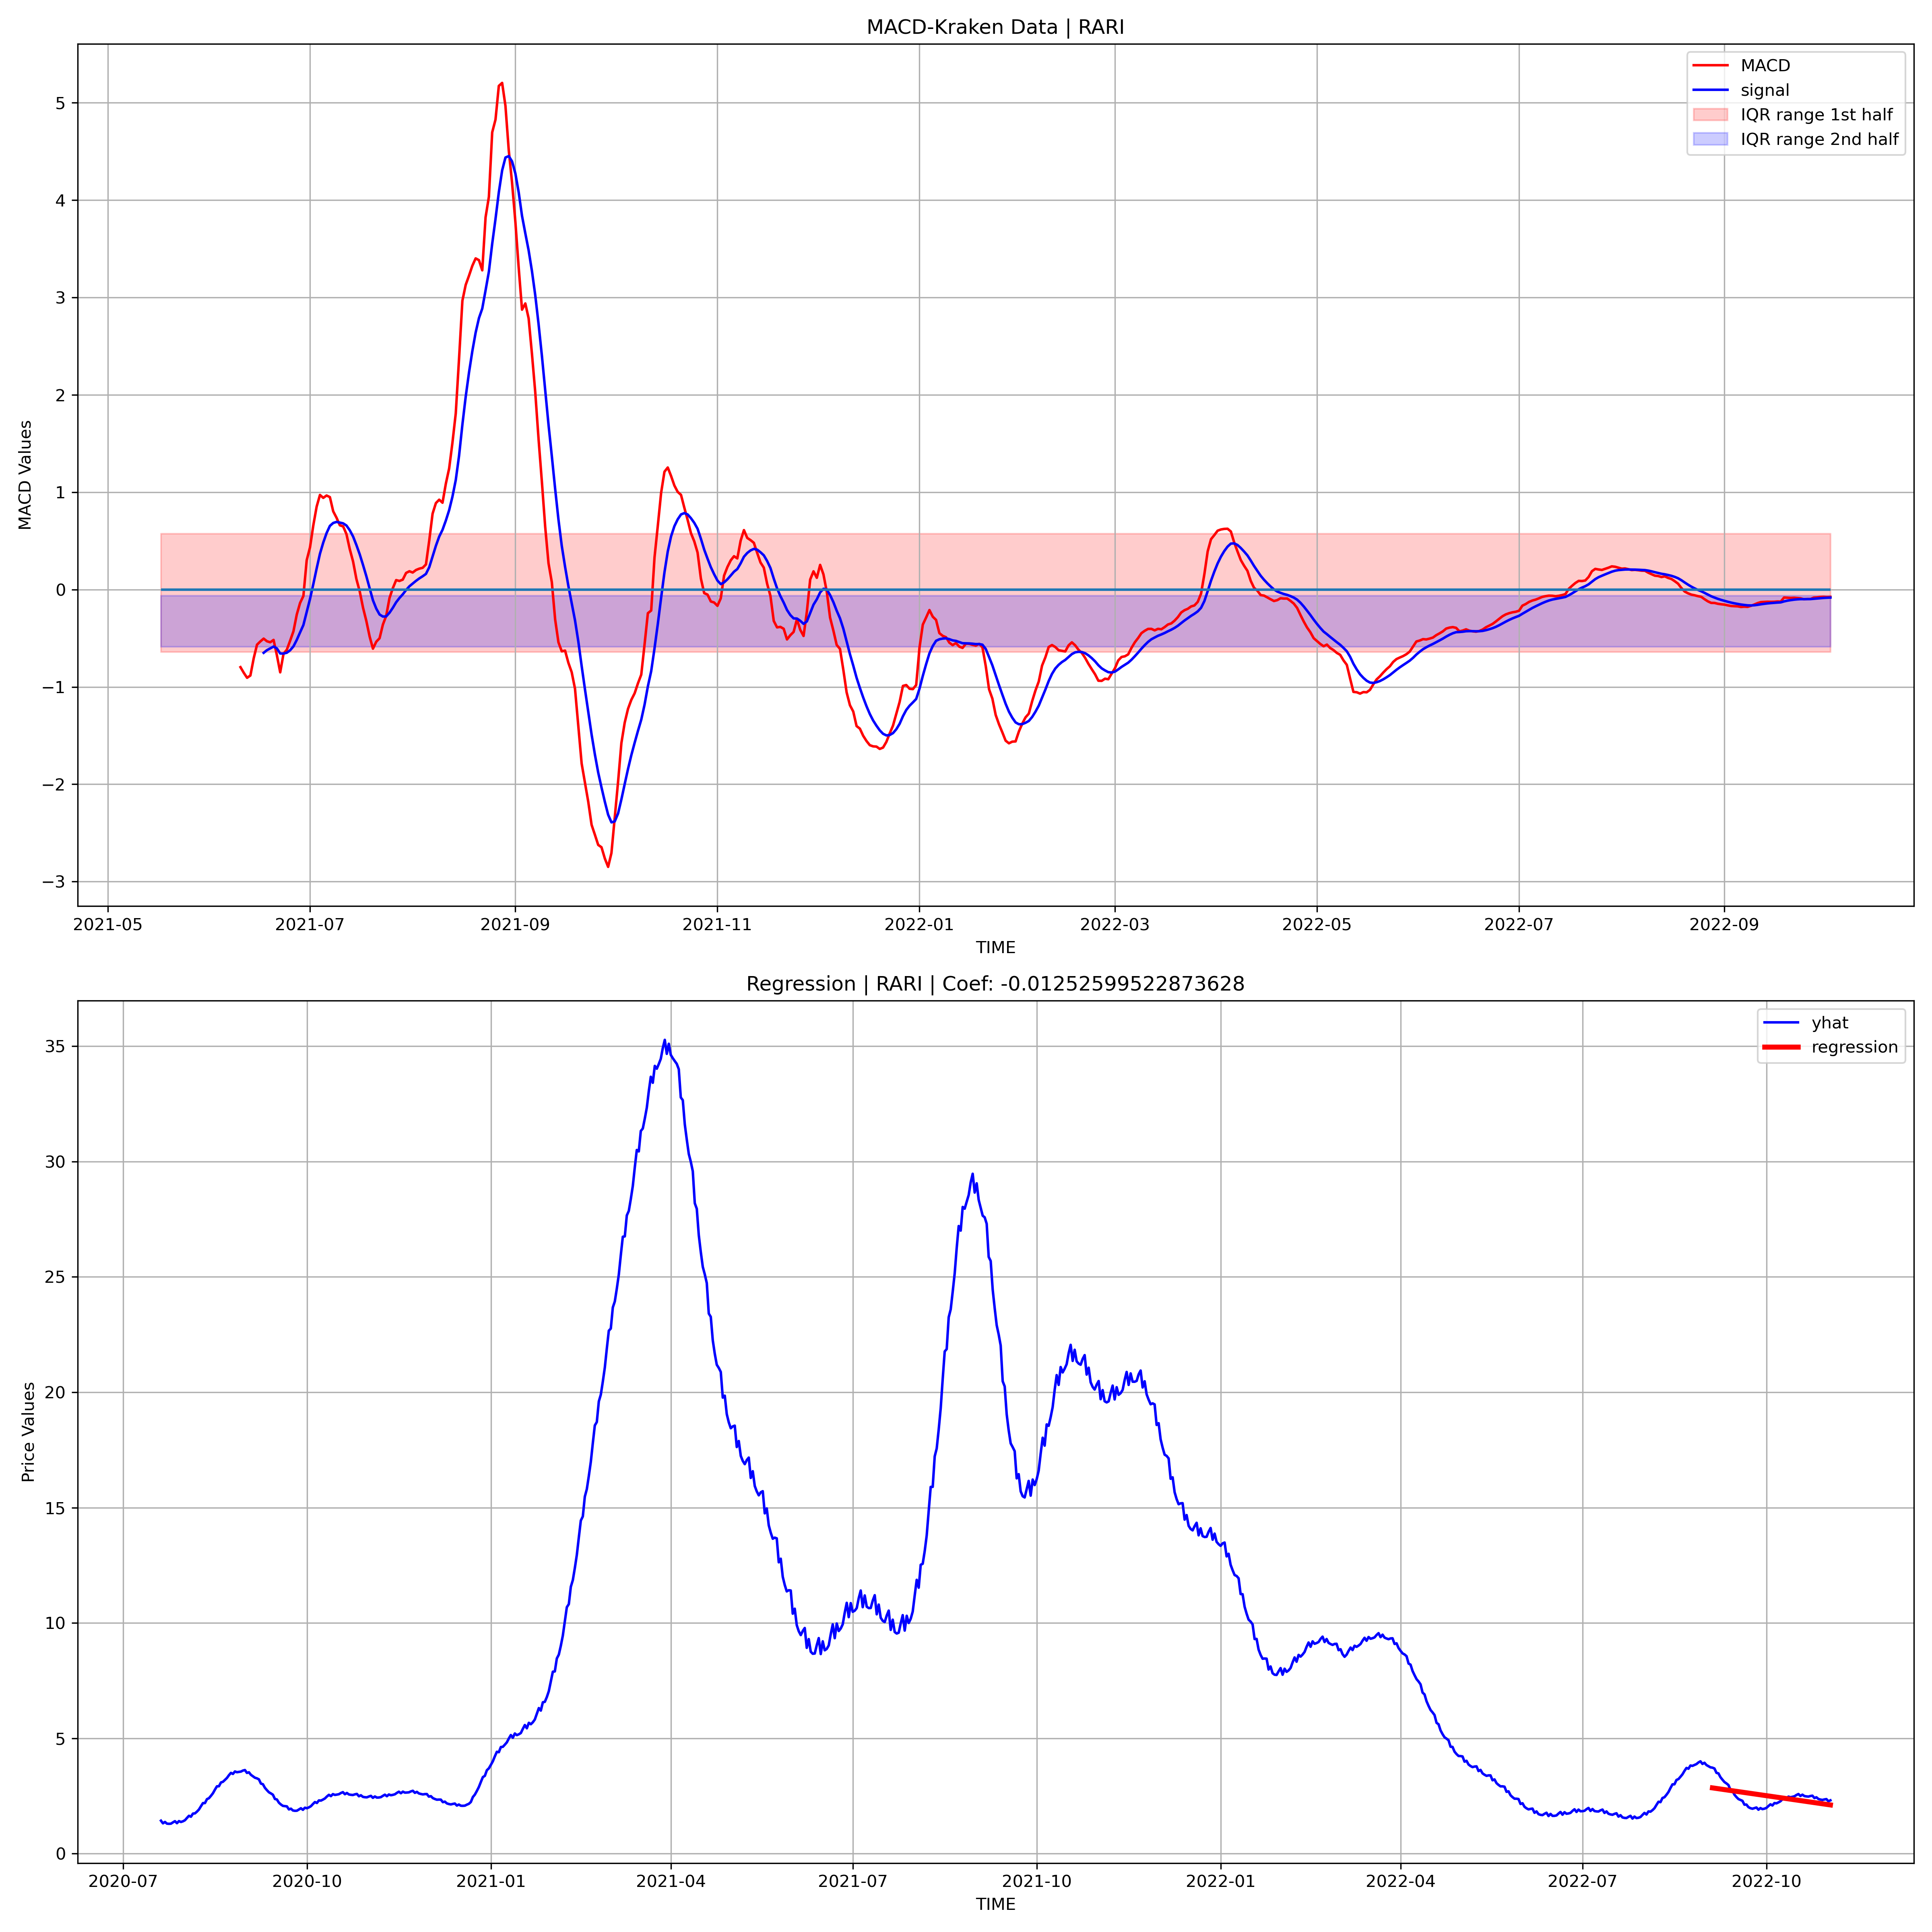 MACD-Kraken Data | RARI
MACD
signal
IQR range 1st half
IQR range 2nd half
MACD Values
5
4
3
2
1
0
−1
−2
−3
2021-05 2021-07 2021-09 2021-11 2022-01 2022-03 2022-05 2022-07 2022-09
TIME
Regression | RARI | Coef: -0.01252599522873628
yhat
regression
Price Values
35
30
25
20
15
10
5
0
2020-07 2020-10 2021-01 2021-04 2021-07 2021-10 2022-01 2022-04 2022-07 2022-10
TIME